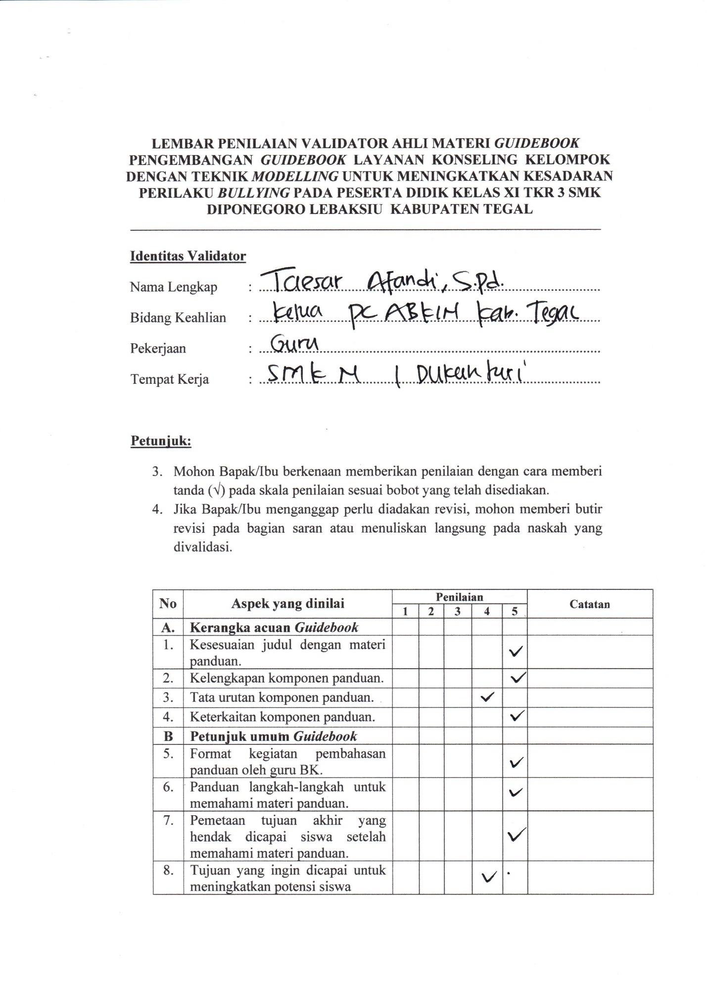 LEMBAR PENILAIAN VALIDATOR AHLI MATERI GUIDEBOOK
PENGEMBANGAN GUIDEBOOK LAYANAN KONSELING KELOMPOK
DENGAN TEKNIK MODELLING UNTUK MENINGKATKAN KESADARAN
PERILAKU BULLYING PADA PESERTA DIDIK KELAS XI TKR 3 SMK
DIPONEGORO LEBAKSIU KABUPATEN TEGAL
Identitas Validator
Nama Lengkap : Taesar Afandi, S.Pd.
Bidang Keahlian : Ketua PC ABKIN Kab. Tegal
Pekerjaan : Guru
Tempat Kerja : SMK N 1 Dukuhturi
Petunjuk:
3. Mohon Bapak/Ibu berkenaan memberikan penilaian dengan cara memberi
tanda (√) pada skala penilaian sesuai bobot yang telah disediakan.
4. Jika Bapak/Ibu menganggap perlu diadakan revisi, mohon memberi butir
revisi pada bagian saran atau menuliskan langsung pada naskah yang
divalidasi.
No Aspek yang dinilai Penilaian Catatan
1 2 3 4 5
A. Kerangka acuan Guidebook
1. Kesesuaian judul dengan materi
panduan. ✓
2. Kelengkapan komponen panduan. ✓
3. Tata urutan komponen panduan. ✓
4. Keterkaitan komponen panduan. ✓
B Petunjuk umum Guidebook
5. Format kegiatan pembahasan
panduan oleh guru BK. ✓
6. Panduan langkah-langkah untuk
memahami materi panduan. ✓
7. Pemetaan tujuan akhir yang
hendak dicapai siswa setelah ✓
memahami materi panduan.
8. Tujuan yang ingin dicapai untuk
meningkatkan potensi siswa ✓